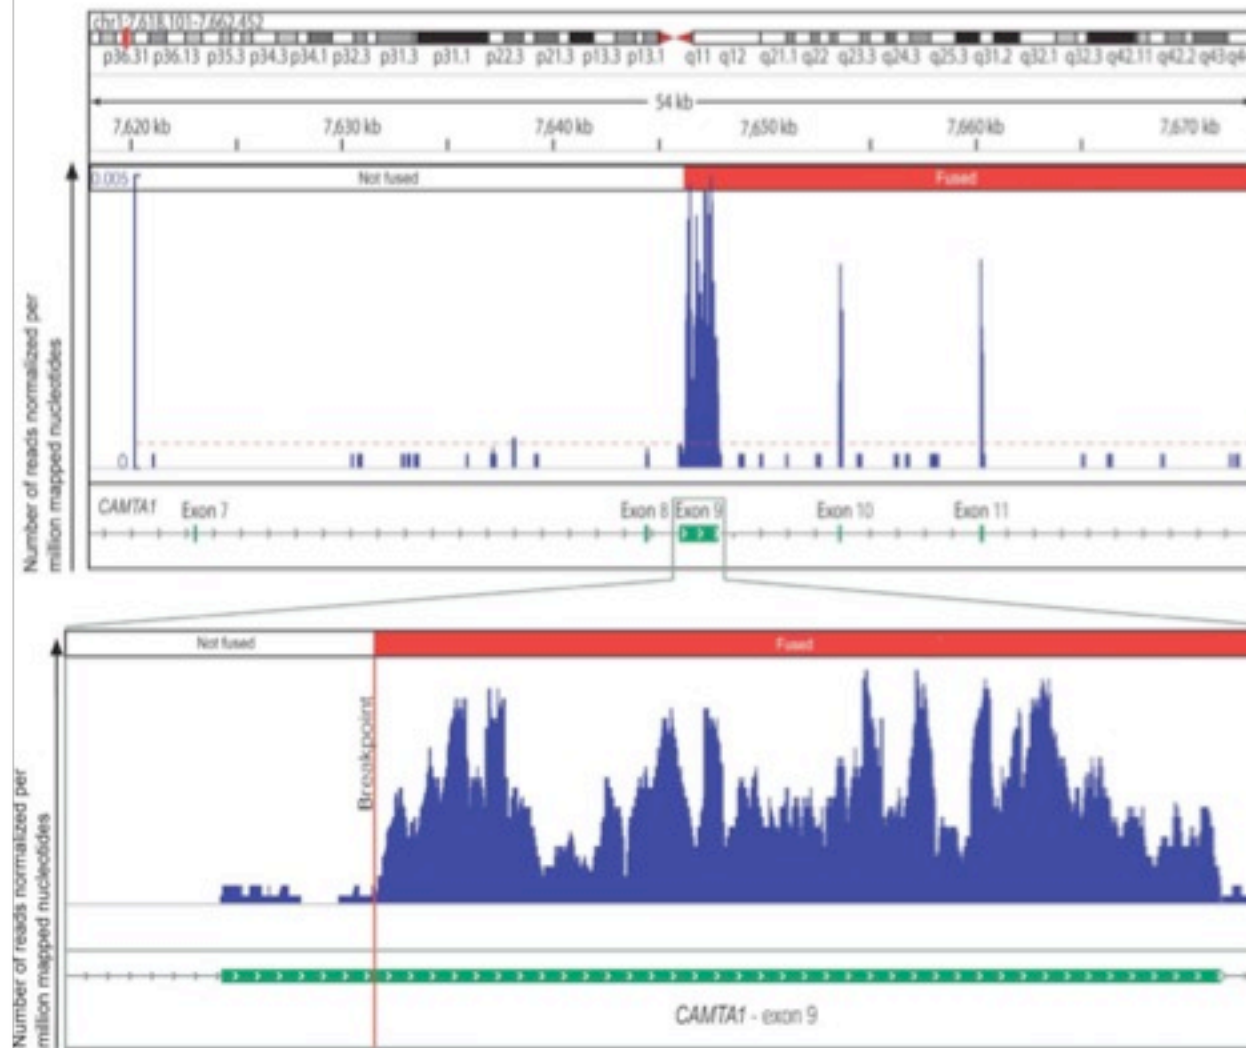 chr1:7,618,101-7,662,452
p36.31 p36.13 p35.3 p34.3 p34.1 p32.3 p31.3 p31.1 p22.3 p21.3 p13.3 p13.1 q11 q12 q21.1 q22 q23.3 q24.3 q25.3 q31.2 q32.1 q32.3 q42.11 q42.2 q43 q4
54 kb
7,620 kb 7,630 kb 7,640 kb 7,650 kb 7,660 kb 7,670 kb
0.005 Not fused Fused
Number of reads normalized per
million mapped nucleotides
0
CAMTA1 Exon 7 Exon 8 Exon 9 Exon 10 Exon 11
Not fused Fused
Breakpoint
Number of reads normalized per
million mapped nucleotides
CAMTA1 - exon 9